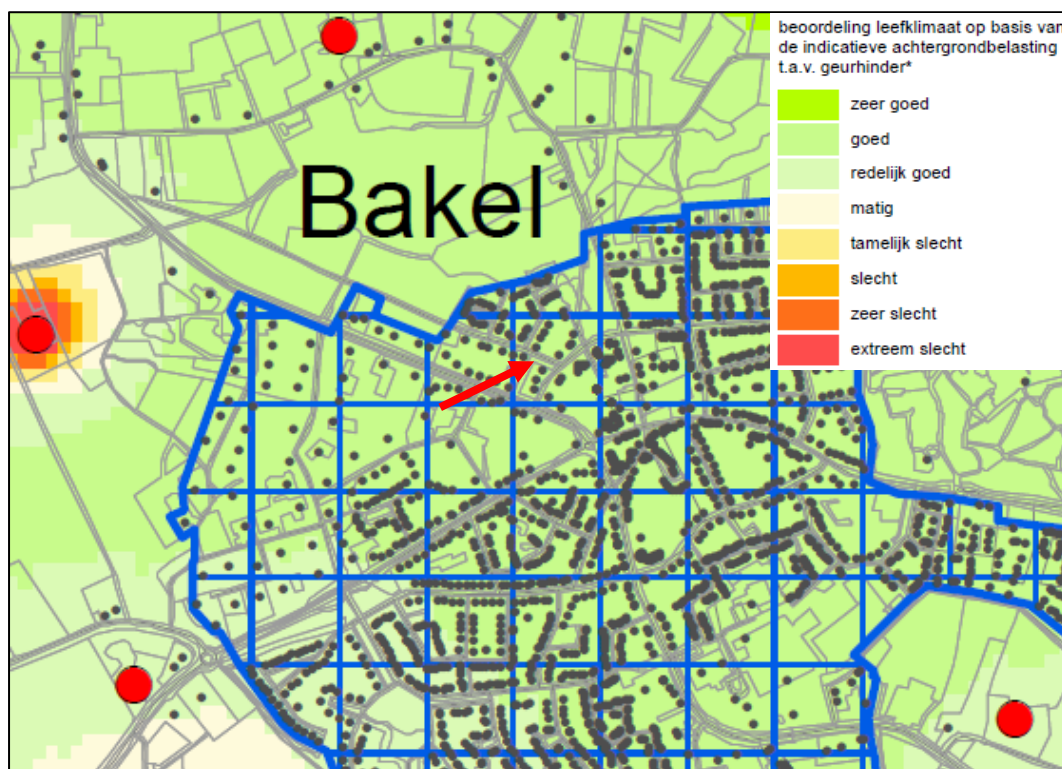 beoordeling leefklimaat op basis van
de indicatieve achtergrondbelasting
t.a.v. geurhinder*
zeer goed
goed
redelijk goed
matig
tamelijk slecht
slecht
zeer slecht
extreem slecht
Bakel